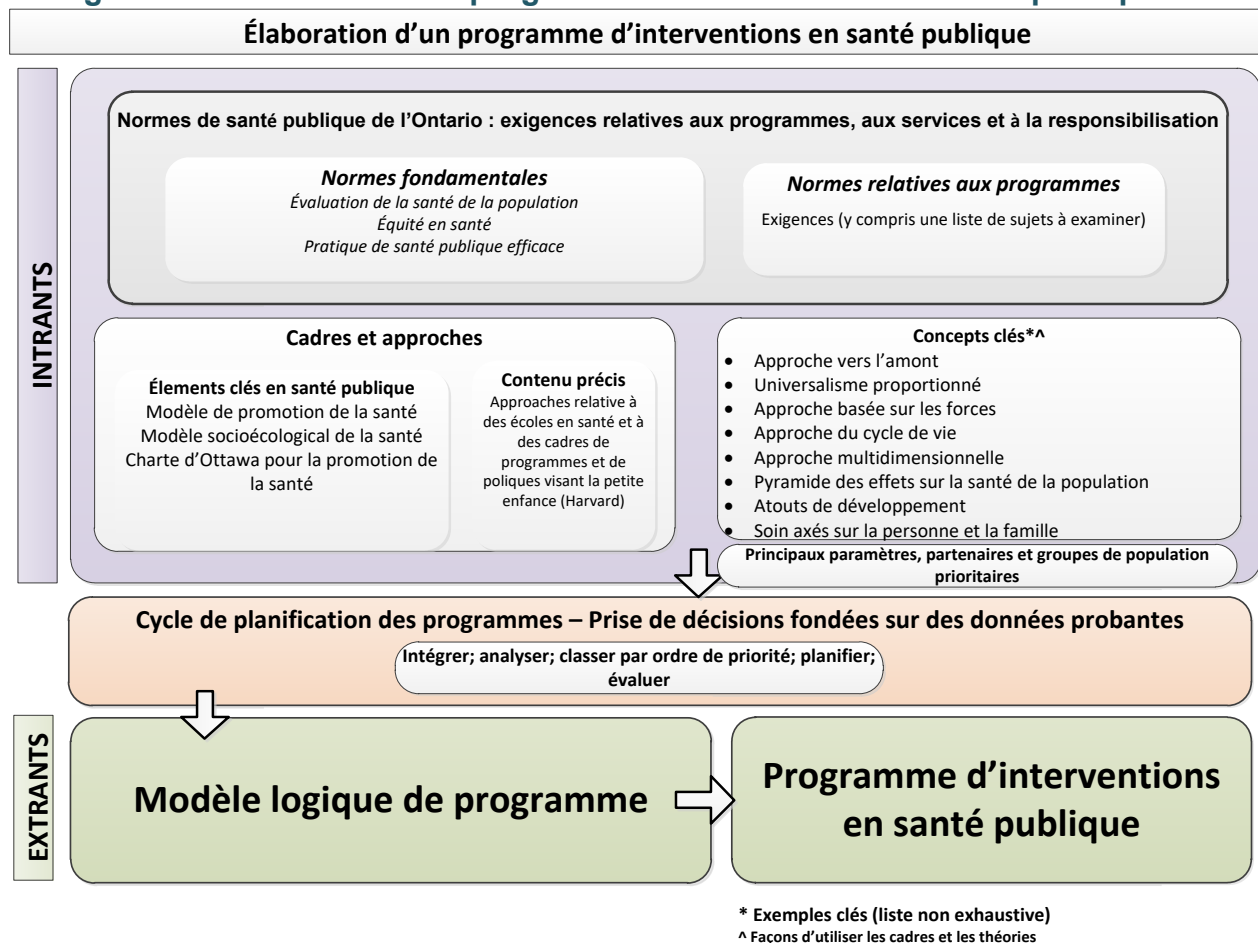 Élaboration d'un programme d'interventions en santé publique
INTRANTS
Normes de santé publique de l'Ontario : exigences relatives aux programmes, aux services et à la responsibilisation
Normes fondamentales
Évaluation de la santé de la population
Équité en santé
Pratique de santé publique efficace
Normes relatives aux programmes
Exigences (y compris une liste de sujets à examiner)
Cadres et approches
Élements clés en santé publique
Modèle de promotion de la santé
Modèle socioécological de la santé
Charte d'Ottawa pour la promotion de
la santé
Contenu précis
Approaches relative à
des écoles en santé et à
des cadres de
programmes et de
poliques visant la petite
enfance (Harvard)
Concepts clés*^
• Approche vers l'amont
• Universalisme proportionné
• Approche basée sur les forces
• Approche du cycle de vie
• Approche multidimensionnelle
• Pyramide des effets sur la santé de la population
• Atouts de développement
• Soin axés sur la personne et la famille
Principaux paramètres, partenaires et groupes de population
prioritaires
Cycle de planification des programmes – Prise de décisions fondées sur des données probantes
Intégrer; analyser; classer par ordre de priorité; planifier;
évaluer
EXTRANTS
Modèle logique de programme
Programme d'interventions
en santé publique
* Exemples clés (liste non exhaustive)
^ Façons d'utiliser les cadres et les théories